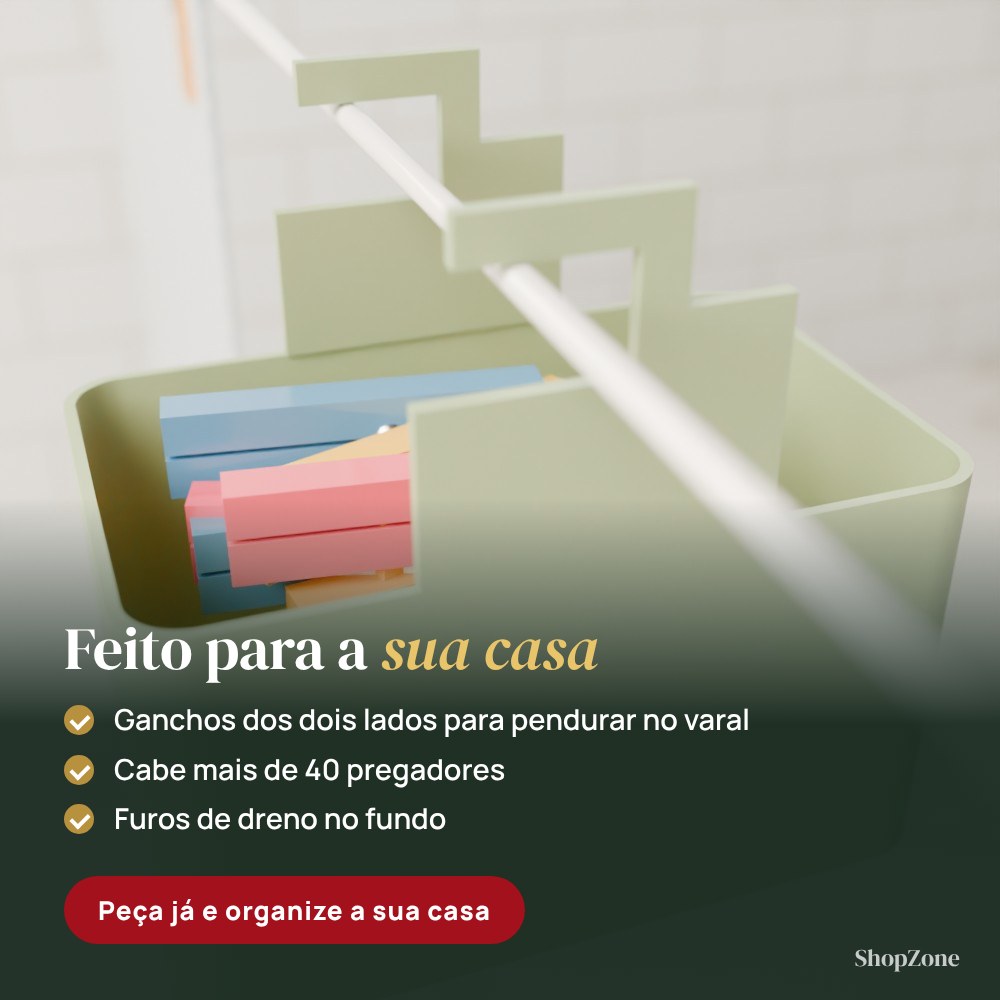 Feito para a sua casa
Ganchos dos dois lados para pendurar no varal
Cabe mais de 40 pregadores
Furos de dreno no fundo
Peça já e organize a sua casa
ShopZone